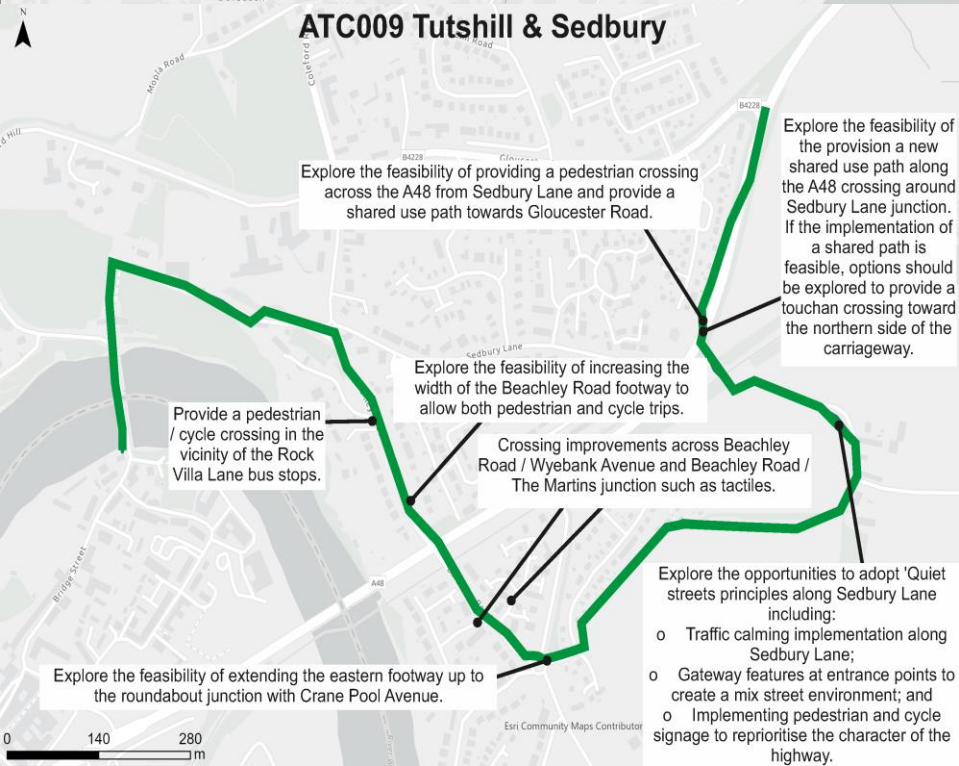 N
ATC009 Tutshill & Sedbury
Mopla Road
Coleford
Road
B4228
B4228
Hill
Explore the feasibility of providing a pedestrian crossing
across the A48 from Sedbury Lane and provide a
shared use path towards Gloucester Road.
Explore the feasibility of
the provision a new
shared use path along
the A48 crossing around
Sedbury Lane junction.
If the implementation of
a shared path is
feasible, options should
be explored to provide a
touchan crossing toward
the northern side of the
carriageway.
Sedbury Lane
Explore the feasibility of increasing the
width of the Beachley Road footway to
allow both pedestrian and cycle trips.
Provide a pedestrian
/ cycle crossing in the
vicinity of the Rock
Villa Lane bus stops.
Crossing improvements across Beachley
Road / Wyebank Avenue and Beachley Road /
The Martins junction such as tactiles.
Bridge Street
A48
Explore the opportunities to adopt 'Quiet
streets principles along Sedbury Lane
including:
o Traffic calming implementation along
Sedbury Lane;
o Gateway features at entrance points to
create a mix street environment; and
o Implementing pedestrian and cycle
signage to reprioritise the character of the
highway.
Explore the feasibility of extending the eastern footway up to
the roundabout junction with Crane Pool Avenue.
River
Esri Community Maps Contributor
0 140 280
m